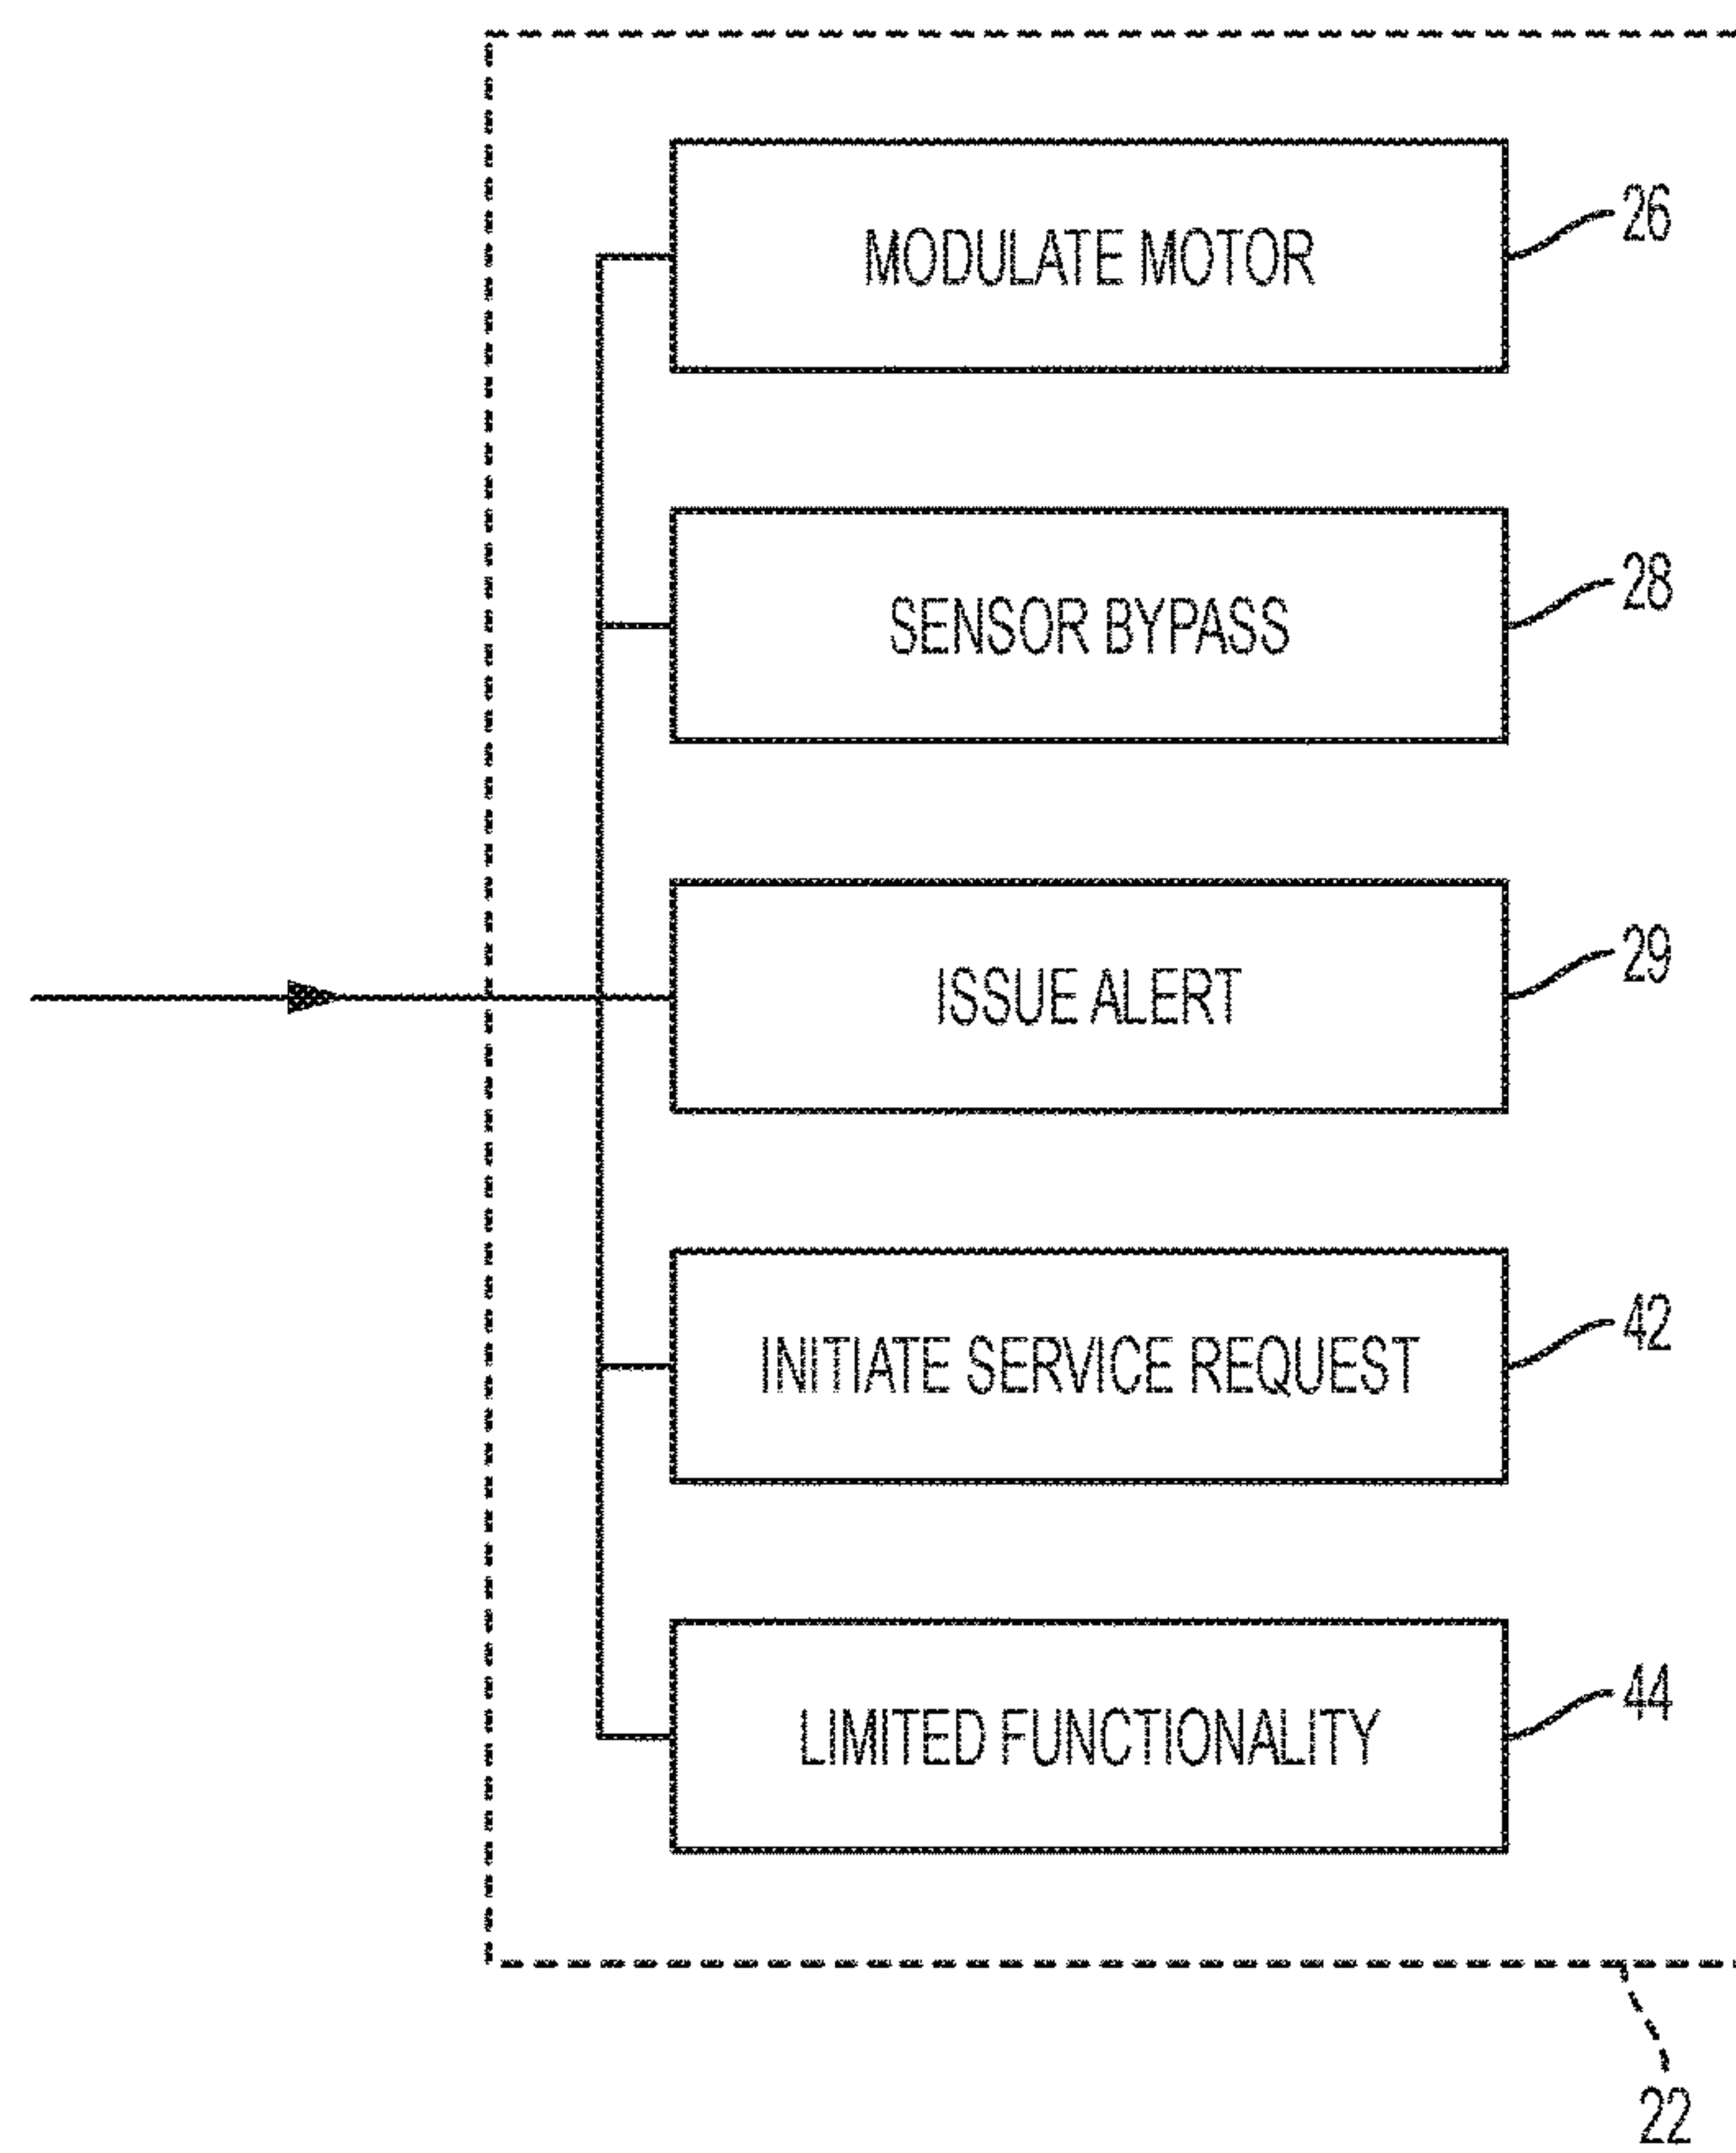 MODULATE MOTOR
26
SENSOR BYPASS
28
ISSUE ALERT
29
INITIATE SERVICE REQUEST
42
LIMITED FUNCTIONALITY
44
22